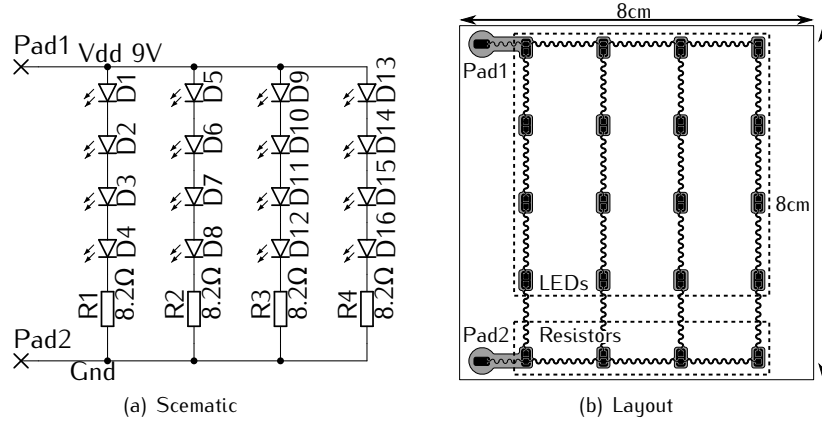 Pad1
Vdd 9V
D1
D5
D9
D13
D2
D6
D10
D14
D3
D7
D11
D15
D4
D8
D12
D16
R1
8.2Ω
R2
8.2Ω
R3
8.2Ω
R4
8.2Ω
Pad2
Gnd
(a) Scematic
8cm
Pad1
8cm
LEDs
Pad2
Resistors
(b) Layout